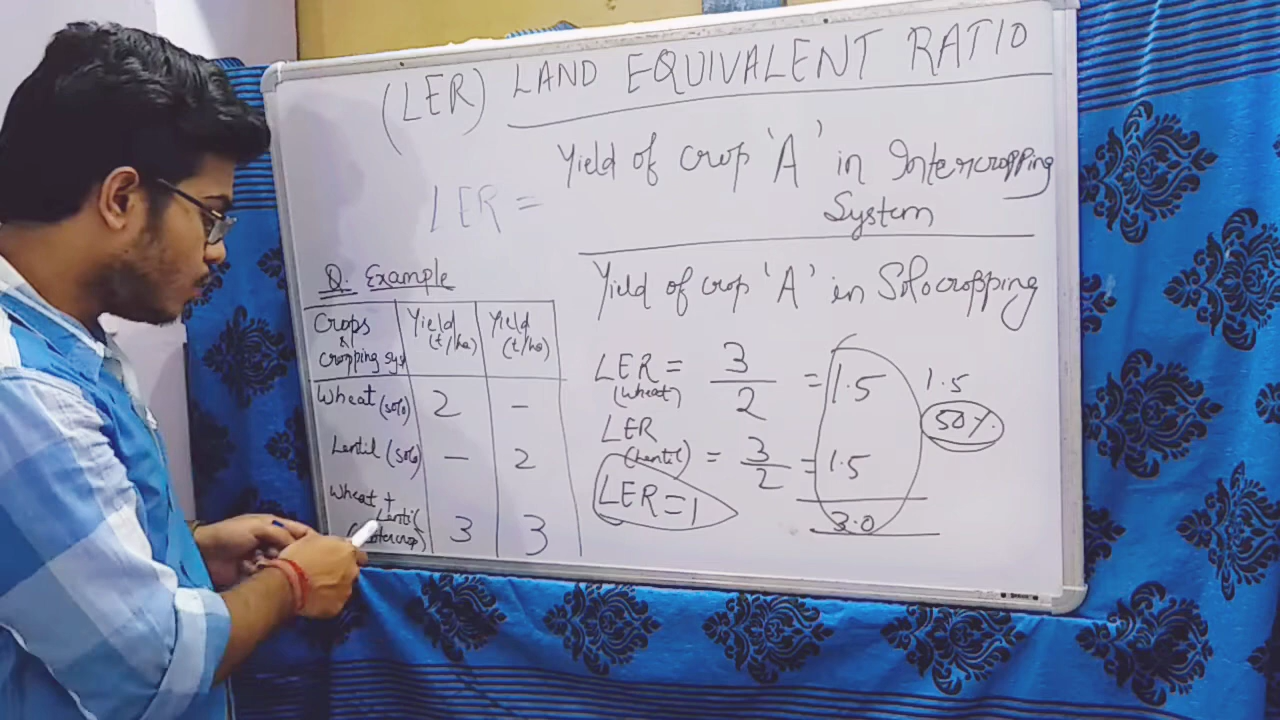 (LER) LAND EQUIVALENT RATIO
LER =
Yield of crop 'A' in Intercropping
System
Yield of crop 'A' in Solocropping
Q. Example
Crops & Cropping sys Yield (t/ha) Yield (t/ha)
Wheat (50%) 2 -
Lentil (50%) - 2
Wheat +
Lentil
(Intercrop) 3 3
LER (Wheat) = 3/2 = 1.5
LER (Lentil) = 3/2 = 1.5
3.0
LER = 1
1.5
50%